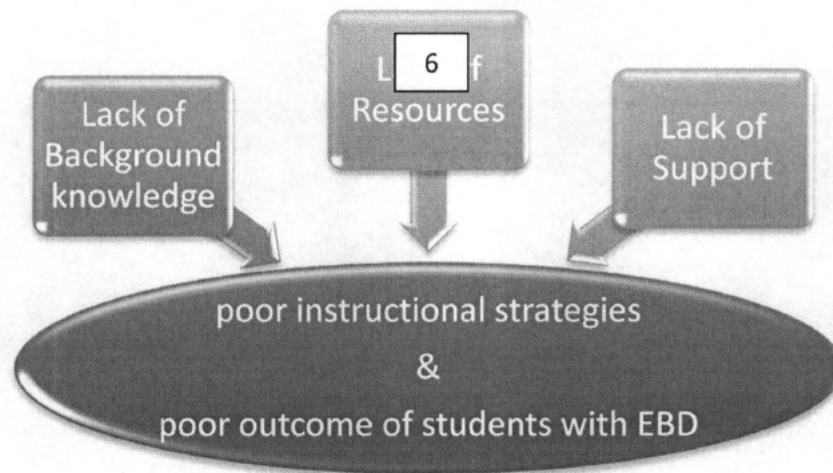 Lack of
Background
knowledge
L 6 f
Resources
Lack of
Support
poor instructional strategies
&
poor outcome of students with EBD